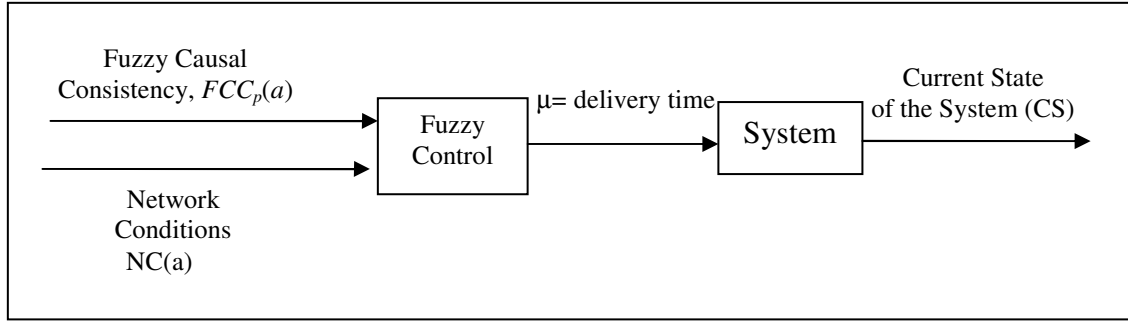 Fuzzy Causal
Consistency, FCCp(a)
Fuzzy
Control
μ= delivery time
System
Current State
of the System (CS)
Network
Conditions
NC(a)